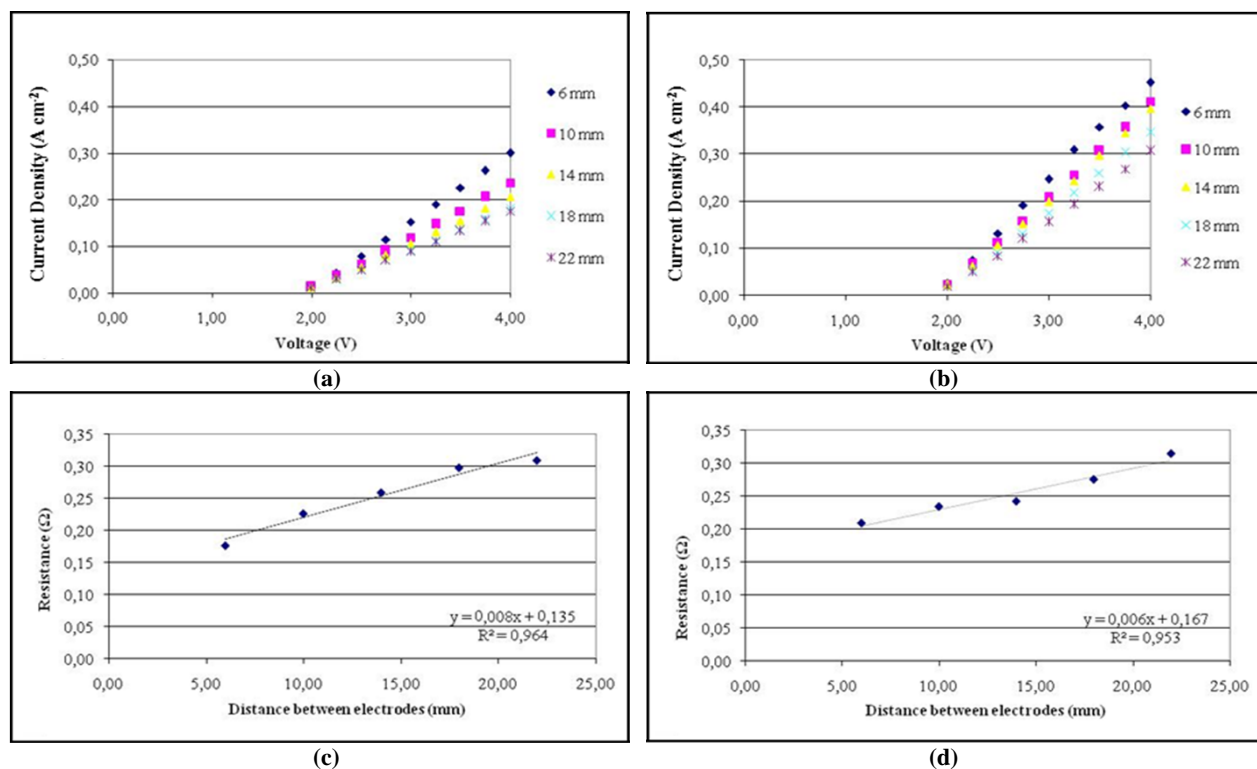 0,50
0,40
0,30
0,20
0,10
0,00
0,00 1,00 2,00 3,00 4,00
Current Density (A cm-2)
Voltage (V)
6 mm
10 mm
14 mm
18 mm
22 mm
(a)
0,50
0,40
0,30
0,20
0,10
0,00
0,00 1,00 2,00 3,00 4,00
Current Density (A cm-2)
Voltage (V)
6 mm
10 mm
14 mm
18 mm
22 mm
(b)
0,35
0,30
0,25
0,20
0,15
0,10
0,05
0,00
0,00 5,00 10,00 15,00 20,00 25,00
Resistance (Ω)
Distance between electrodes (mm)
y = 0,008x + 0,135
R² = 0,964
(c)
0,35
0,30
0,25
0,20
0,15
0,10
0,05
0,00
0,00 5,00 10,00 15,00 20,00 25,00
Resistance (Ω)
Distance between electrodes (mm)
y = 0,006x + 0,167
R² = 0,953
(d)